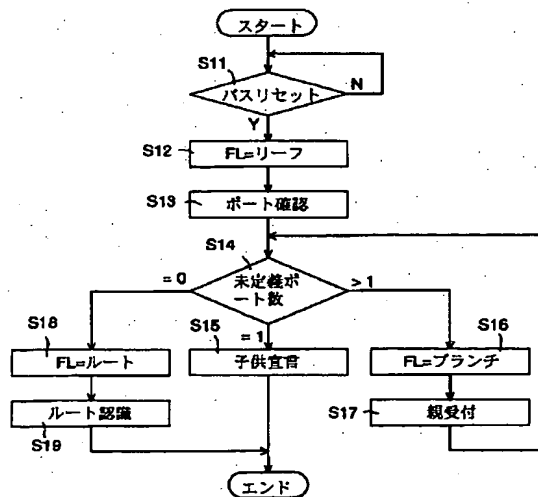 スタート
S11
バスリセット
N
Y
S12
FL=リーフ
S13
ポート確認
S14
未定義ポ
ート数
= 0
> 1
= 1
S18
FL=ルート
S15
子供宣言
S16
FL=ブランチ
ルート認識
S19
S17
親受付
エンド